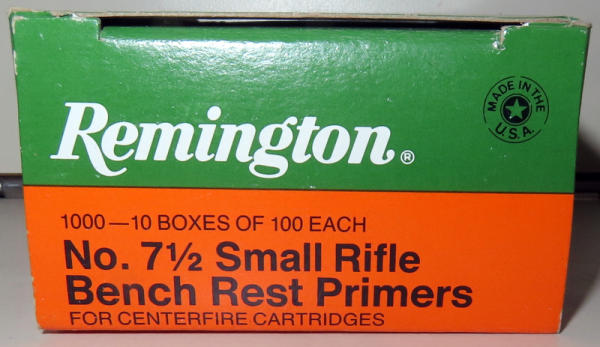 MADE IN THE
U.S.A.
Remington®
1000—10 BOXES OF 100 EACH
No. 7½ Small Rifle
Bench Rest Primers
FOR CENTERFIRE CARTRIDGES